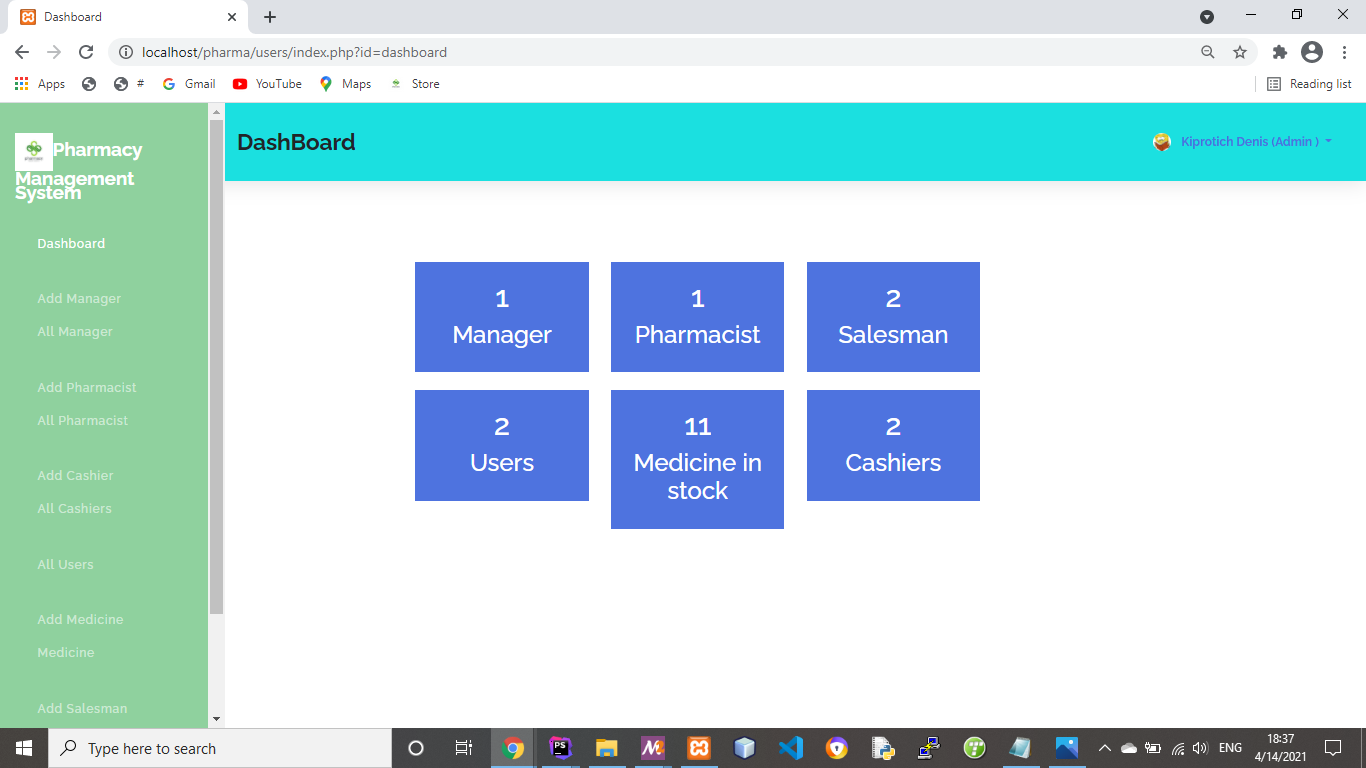 Dashboard
localhost/pharma/users/index.php?id=dashboard
Apps
#
Gmail
YouTube
Maps
Store
Reading list
Pharmacy
Management
System
DashBoard
Kiprotich Denis (Admin )
Dashboard
Add Manager
All Manager
Add Pharmacist
All Pharmacist
Add Cashier
All Cashiers
All Users
Add Medicine
Medicine
Add Salesman
1
Manager
1
Pharmacist
2
Salesman
2
Users
11
Medicine in
stock
2
Cashiers
Type here to search
PS
ENG
18:37
4/14/2021